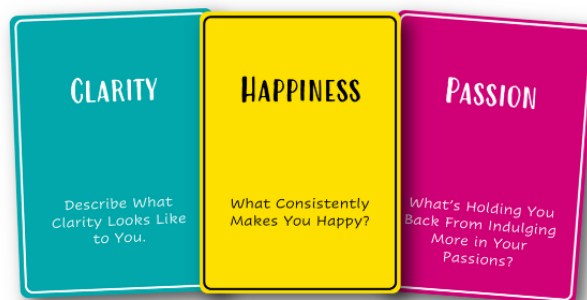 CLARITY
Describe What
Clarity Looks Like
to You.
HAPPINESS
What Consistently
Makes You Happy?
PASSION
What's Holding You
Back From Indulging
More in Your
Passions?